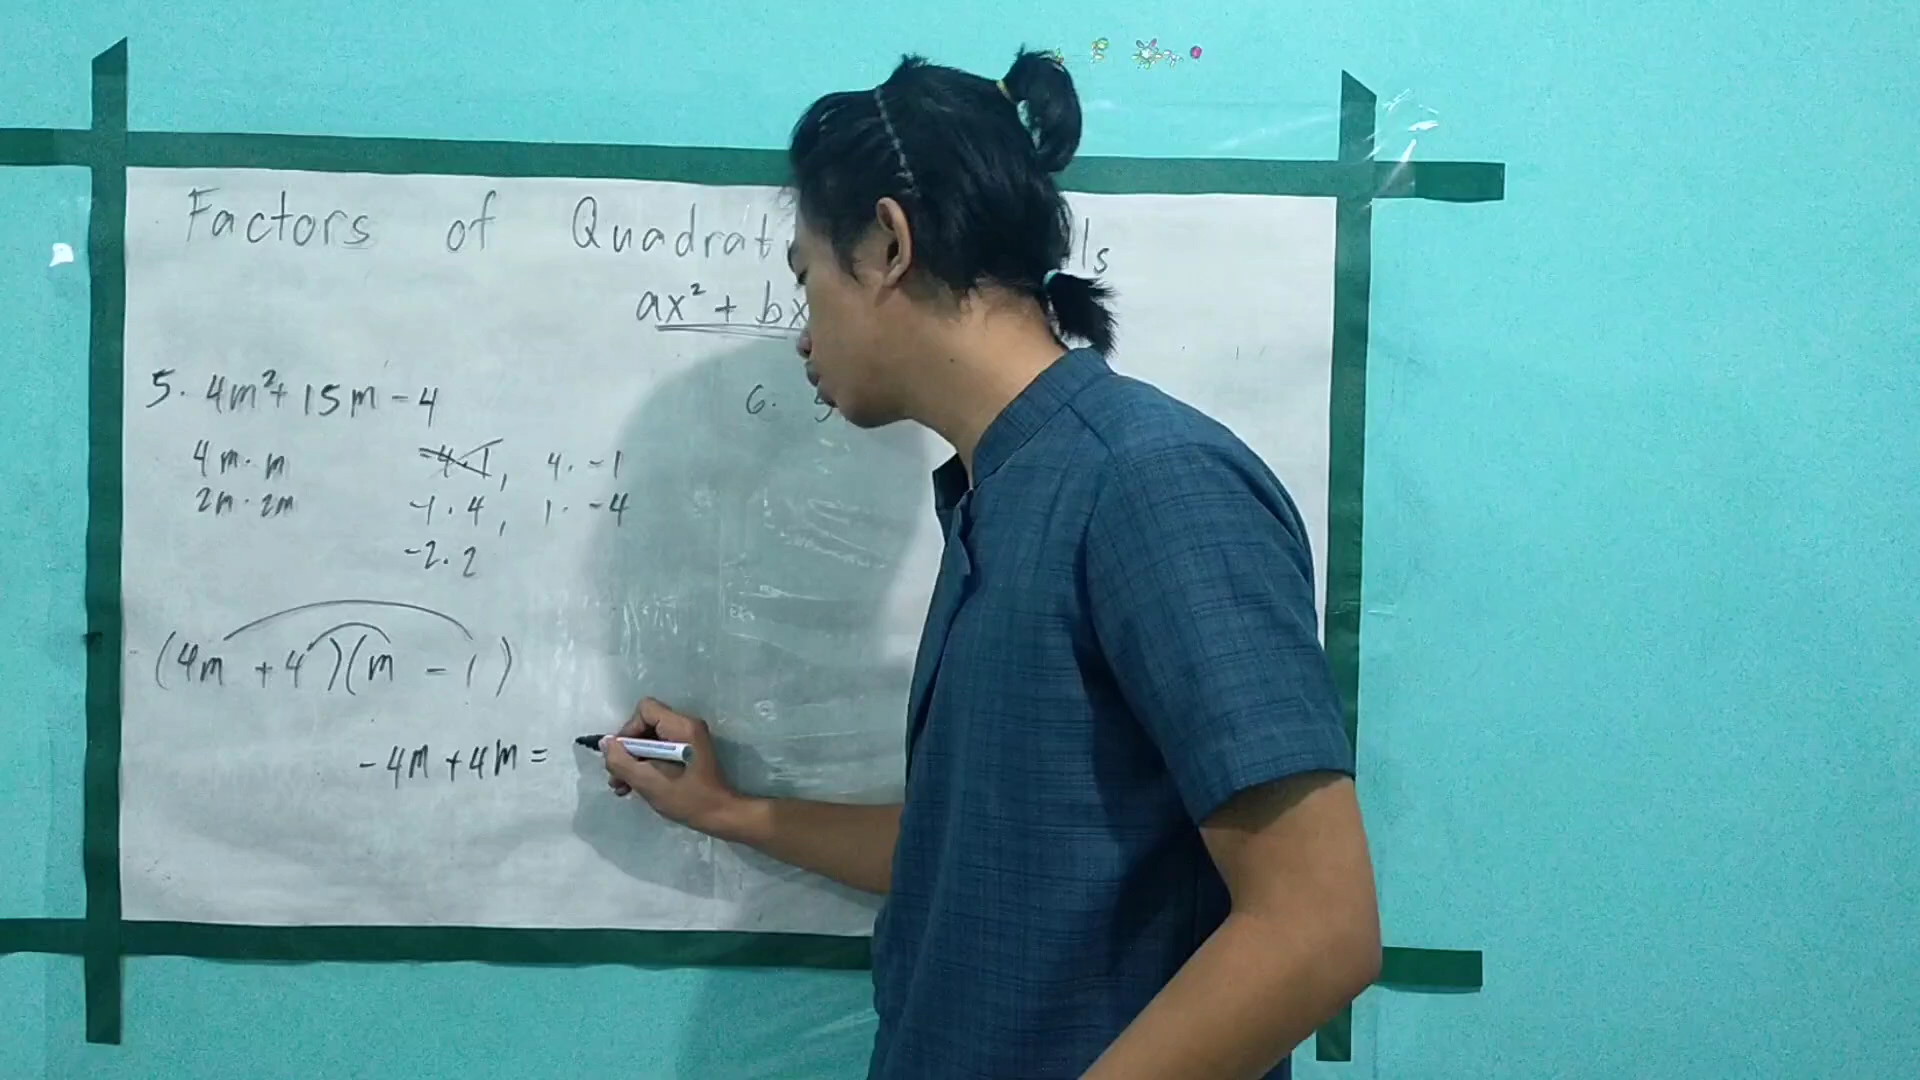 Factors of Quadrat ls
ax² + bx
5. 4m² + 15m - 4
6. 5
4m · m -4 · 1, 4 · -1
2m · 2m -1 · 4, 1 · -4
-2 · 2
(4m + 4)(m - 1)
-4m + 4m =